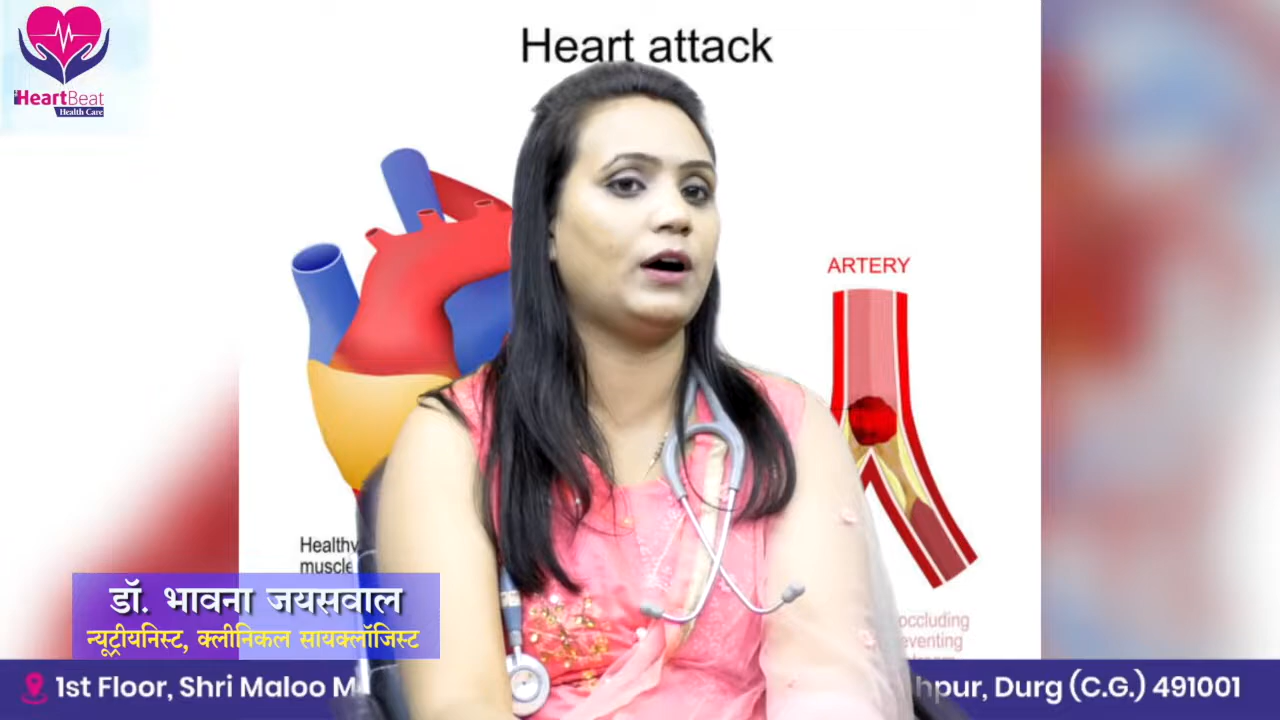 Heart attack
HeartBeat
Health Care
ARTERY
Healthy
muscle
occluding
डॉ. भावना जयसवाल
न्यूट्रीयनिस्ट, क्लीनिकल सायक्लॉजिस्ट
1st Floor, Shri Maloo M
hpur, Durg (C.G.) 491001